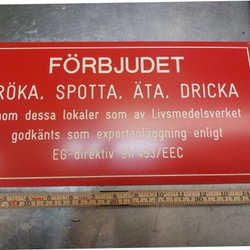 FÖRBJUDET
RÖKA, SPOTTA, ÄTA, DRICKA
nom dessa lokaler som av Livsmedelsverket
godkänts som exportanläggning enligt
EG-direktiv 91/493/EEC